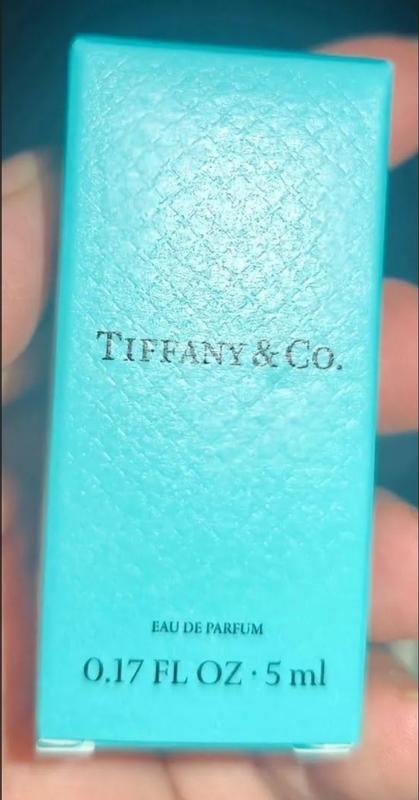 TIFFANY & CO.
EAU DE PARFUM
0.17 FL OZ · 5 ml